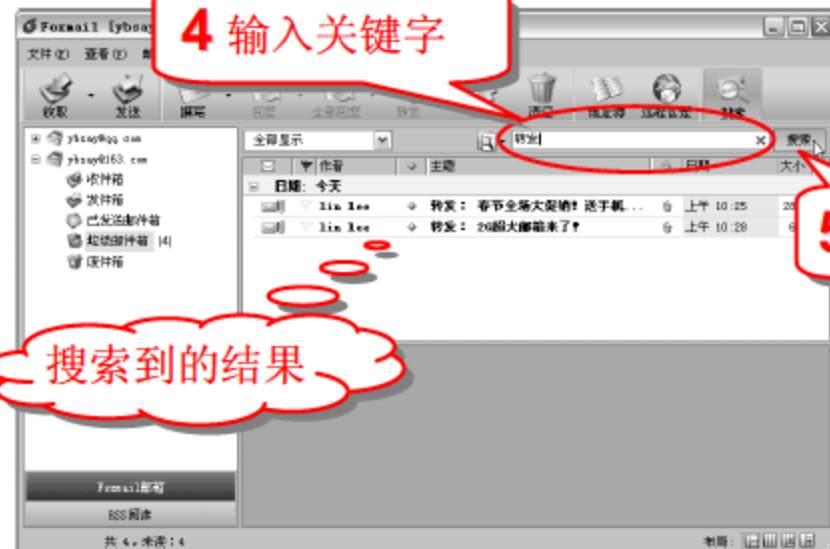 4 输入关键字
Foxmail [ybsay
文件(F) 查看(V) 邮
收取 发送 撰写 回复 全部回复 转发 清空 地址簿 远程管理 搜索
ybsay@qq.com
ybsay@163.com
收件箱
发件箱
已发送邮件箱
垃圾邮件箱 (4)
废件箱
全部显示 转发 搜索
作者 主题 日期 大小
日期: 今天
lin lee 转发: 春节全场大促销! 送手机... 上午 10:25
lin lee 转发: 2G超大邮箱来了! 上午 10:28
5
搜索到的结果
Foxmail邮箱
RSS阅读
共 4, 未读: 4
布局: